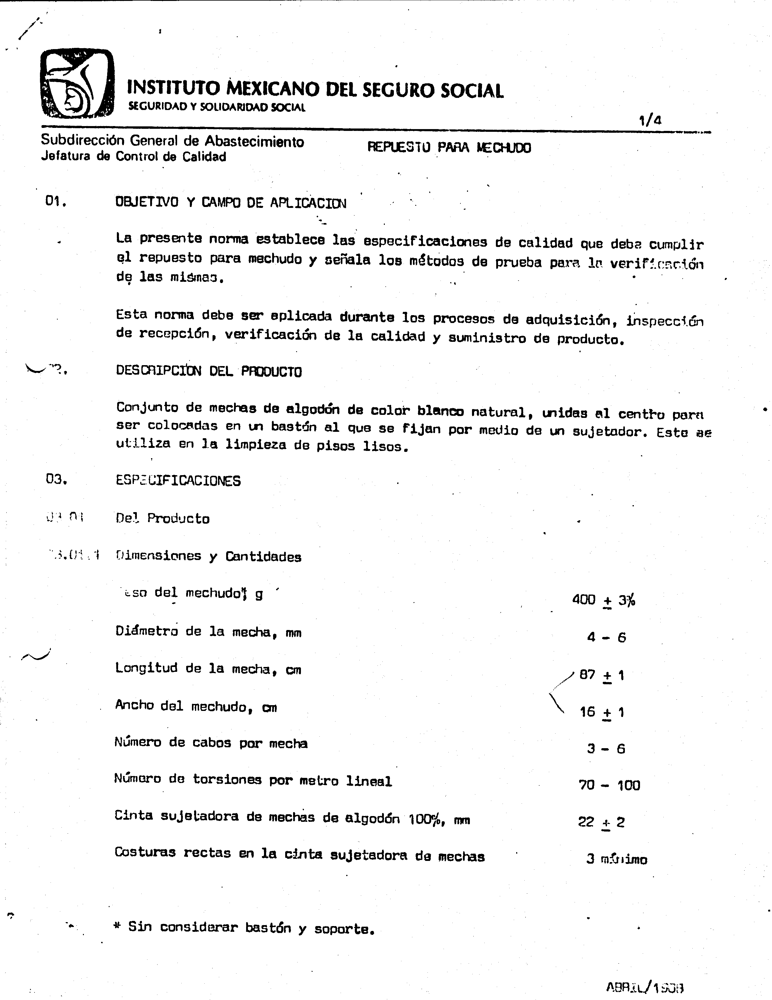 INSTITUTO MEXICANO DEL SEGURO SOCIAL
SEGURIDAD Y SOLIDARIDAD SOCIAL
1/4
Subdirección General de Abastecimiento
REPUESTO PARA MECHUDO
Jefatura de Control de Calidad
01. OBJETIVO Y CAMPO DE APLICACION
La presente norma establece las especificaciones de calidad que debe cumplir
el repuesto para mechudo y señala los métodos de prueba para la verificación
de las mismas.
Esta norma debe ser aplicada durante los procesos de adquisición, inspección
de recepción, verificación de la calidad y suministro de producto.
DESCRIPCION DEL PRODUCTO
Conjunto de mechas de algodón de color blanco natural, unidas al centro para
ser colocadas en un bastón al que se fijan por medio de un sujetador. Este se
utiliza en la limpieza de pisos lisos.
03. ESPECIFICACIONES
03.01 Del Producto
03.01.1 Dimensiones y Cantidades
del mechudo* g 400 ± 3%
Diámetro de la mecha, mm 4 - 6
Longitud de la mecha, cm 87 ± 1
Ancho del mechudo, cm 16 ± 1
Número de cabos por mecha 3 - 6
Número de torsiones por metro lineal 70 - 100
Cinta sujetadora de mechas de algodón 100%, mm 22 ± 2
Costuras rectas en la cinta sujetadora de mechas 3 mínimo
* Sin considerar bastón y soporte.